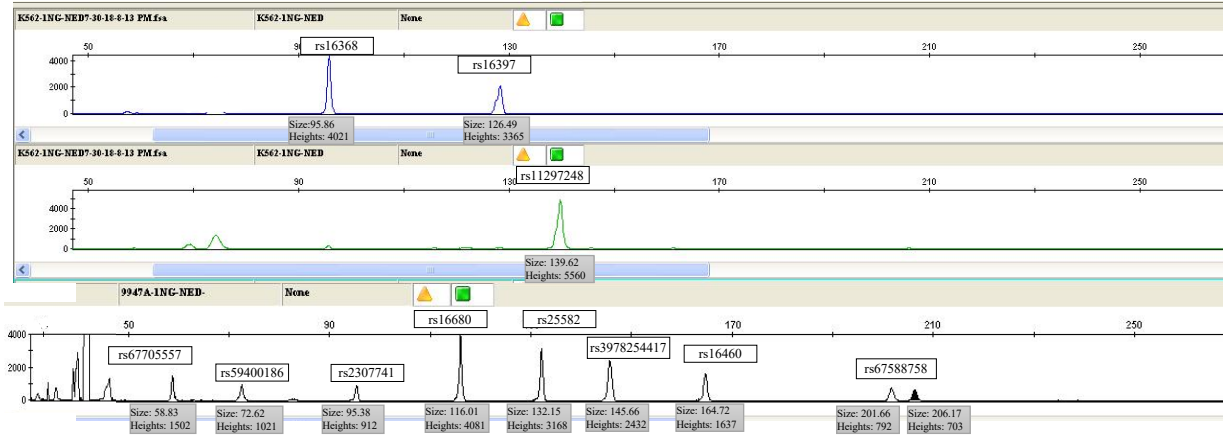 K562-1NG-NED7-30-18-8-13 PM.fsa K562-1NG-NED None
50 90 130 210 250
rs16368
rs16397
4000
2000
0
Size:95.86 Size: 126.49
Heights: 4021 Heights: 3365
K562-1NG-NED7-30-18-8-13 PM.fsa K562-1NG-NED None
50 90 130 210 250
rs11297248
4000
2000
0
Size: 139.62
Heights: 5560
9947A-1NG-NED- None
50 90 170 210 250
rs16680 rs25582
4000
rs67705557 rs59400186 rs2307741 rs3978254417 rs16460 rs67588758
2000
0
Size: 58.83 Size: 72.62 Size: 95.38 Size: 116.01 Size: 132.15 Size: 145.66 Size: 164.72 Size: 201.66 Size: 206.17
Heights: 1502 Heights: 1021 Heights: 912 Heights: 4081 Heights: 3168 Heights: 2432 Heights: 1637 Heights: 792 Heights: 703